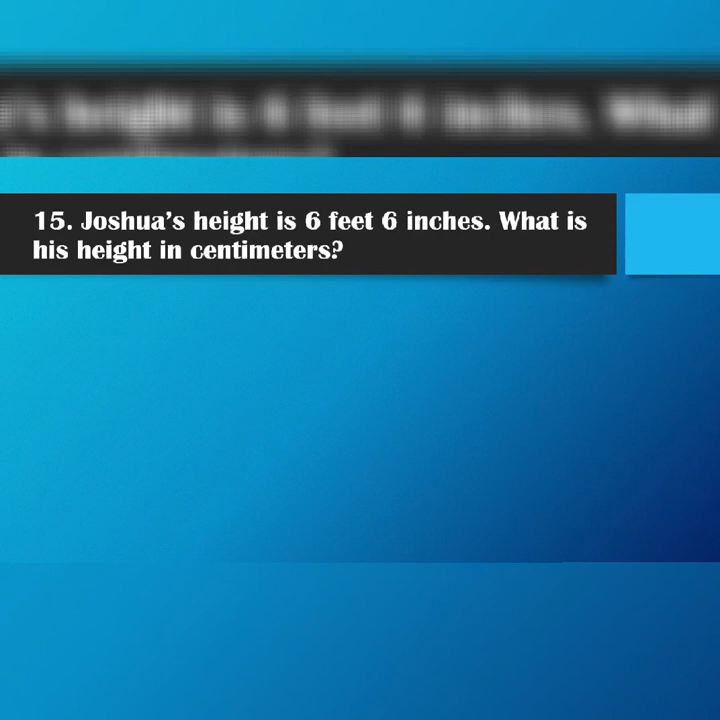 15. Joshua’s height is 6 feet 6 inches. What is
his height in centimeters?